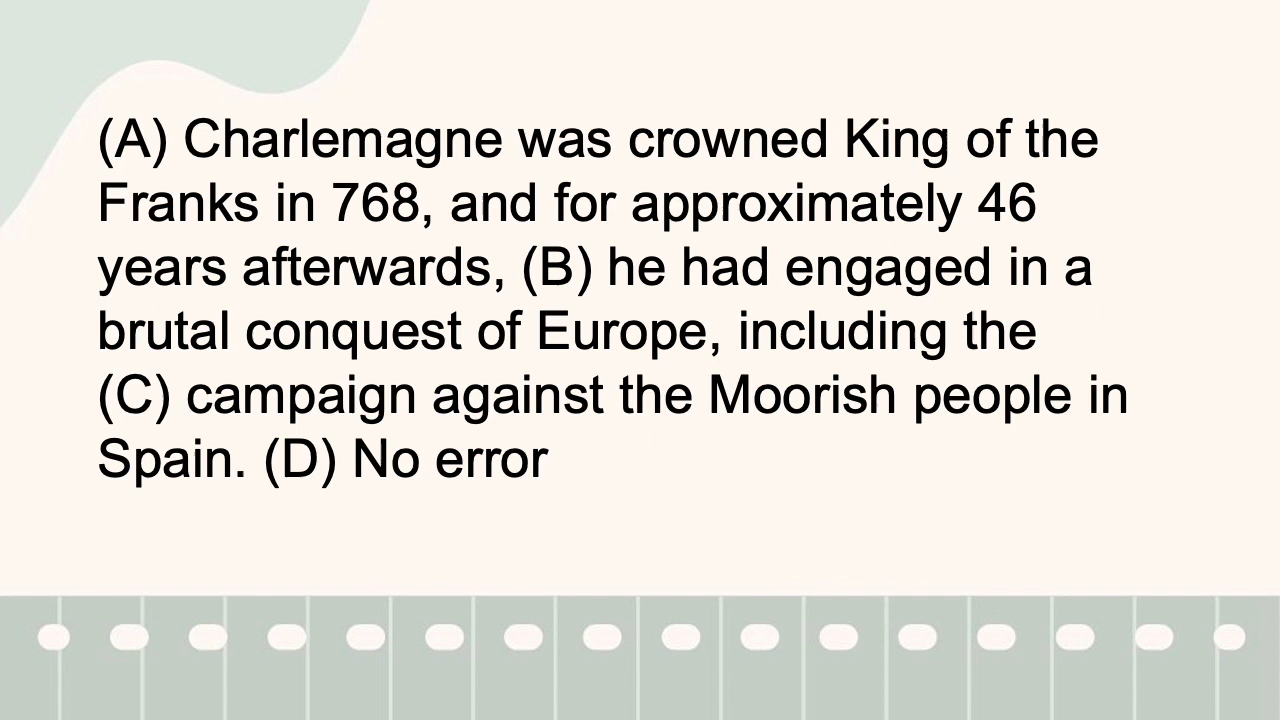 (A) Charlemagne was crowned King of the
Franks in 768, and for approximately 46
years afterwards, (B) he had engaged in a
brutal conquest of Europe, including the
(C) campaign against the Moorish people in
Spain. (D) No error